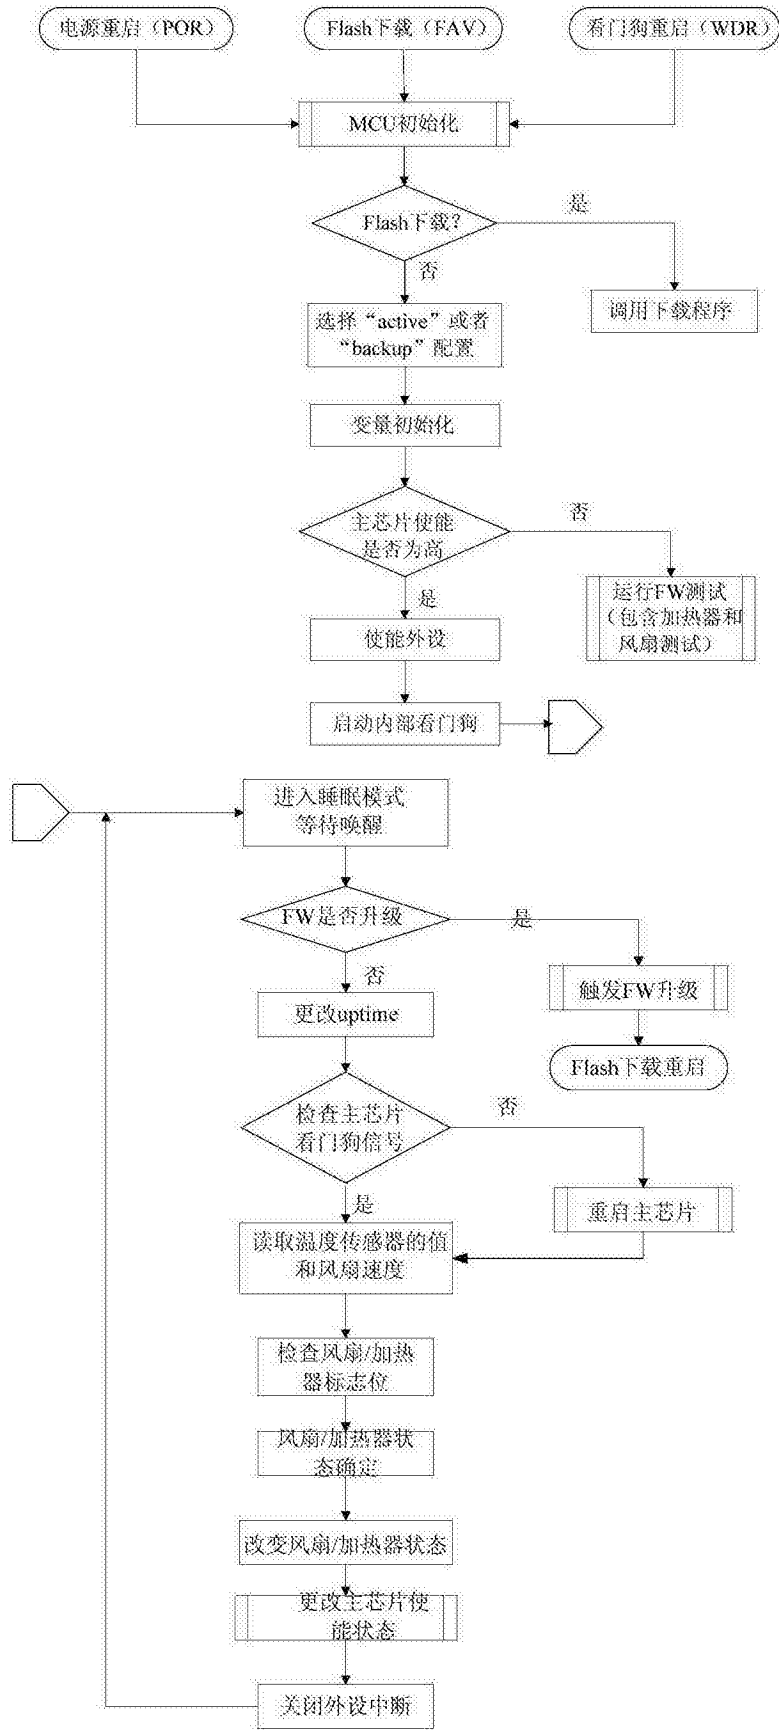 电源重启（POR）
Flash下载（FAV）
看门狗重启（WDR）
MCU初始化
Flash下载？
是
否
调用下载程序
选择“active”或者
“backup”配置
变量初始化
主芯片使能
是否为高
否
是
运行FW测试
（包含加热器和
风扇测试）
使能外设
启动内部看门狗
进入睡眠模式
等待唤醒
FW是否升级
是
否
触发FW升级
更改uptime
Flash下载重启
检查主芯片
看门狗信号
否
是
重启主芯片
读取温度传感器的值
和风扇速度
检查风扇/加热
器标志位
风扇/加热器状
态确定
改变风扇/加热器状态
更改主芯片使
能状态
关闭外设中断